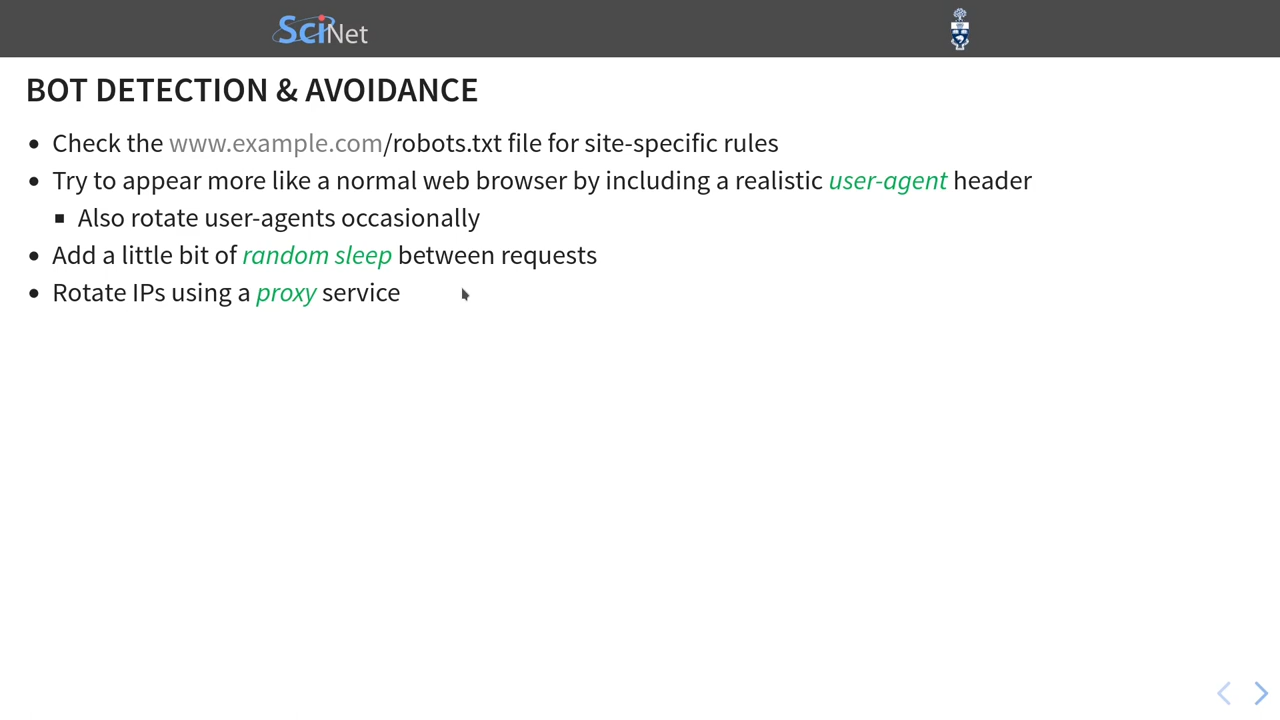 SciNet
BOT DETECTION & AVOIDANCE
Check the www.example.com/robots.txt file for site-specific rules
Try to appear more like a normal web browser by including a realistic user-agent header
Also rotate user-agents occasionally
Add a little bit of random sleep between requests
Rotate IPs using a proxy service